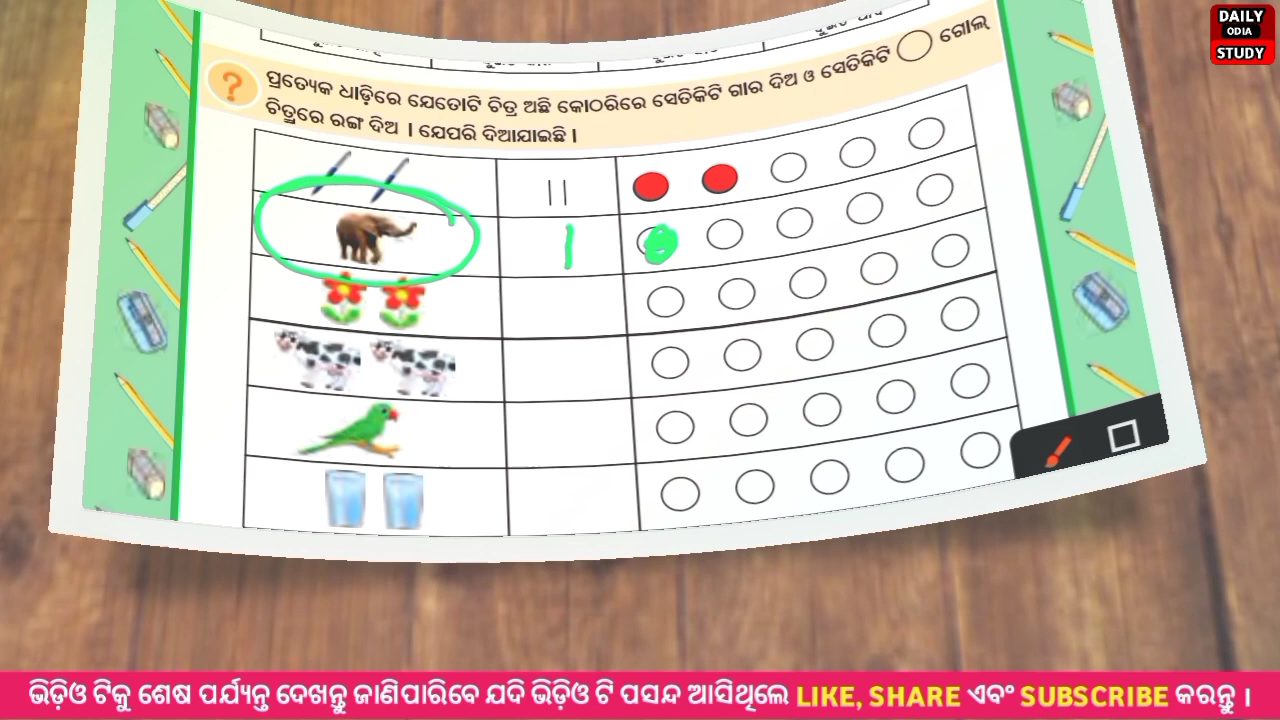 DAILY
ODIA
STUDY
ପ୍ରତ୍ୟେକ ଧାଡ଼ିରେ ଯେତୋଟି ଚିତ୍ର ଅଛି କୋଠରିରେ ସେତିକିଟି ଗାର ଦିଅ ଓ ସେତିକିଟି ଗୋଲ୍
ଚିତ୍ରରେ ରଙ୍ଗ ଦିଅ । ଯେପରି ଦିଆଯାଇଛି ।
?
||
|
ଭିଡ଼ିଓ ଟିକୁ ଶେଷ ପର୍ଯ୍ୟନ୍ତ ଦେଖନ୍ତୁ ଜାଣିପାରିବେ ଯଦି ଭିଡ଼ିଓ ଟି ପସନ୍ଦ ଆସିଥିଲେ LIKE, SHARE ଏବଂ SUBSCRIBE କରନ୍ତୁ ।